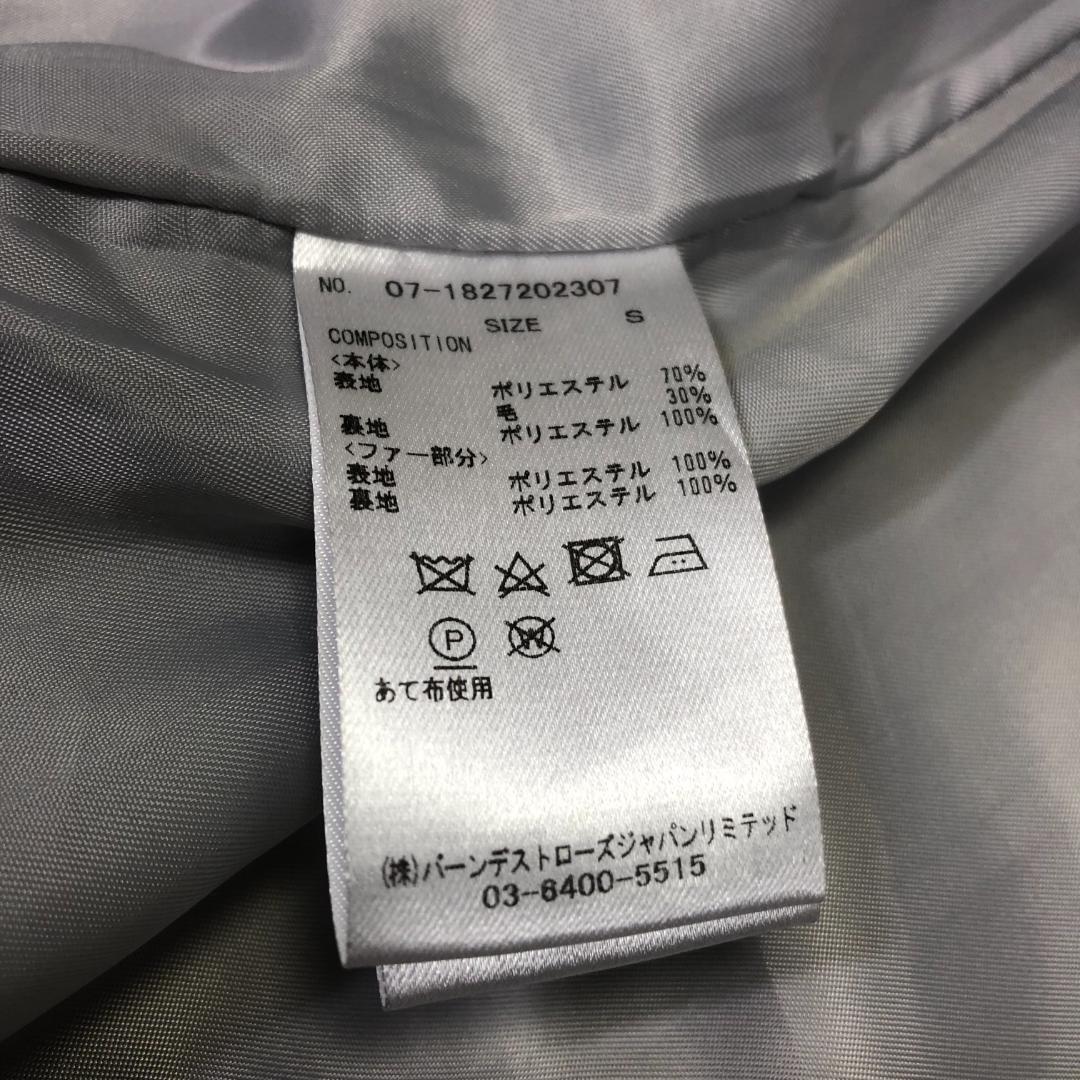 NO. 07-1827202307
SIZE S
COMPOSITION
<本体>
表地 ポリエステル 70%
毛 30%
裏地 ポリエステル 100%
<ファー部分>
表地 ポリエステル 100%
裏地 ポリエステル 100%
P W
あて布使用
(株)バーンデストローズジャパンリミテッド
03-6400-5515